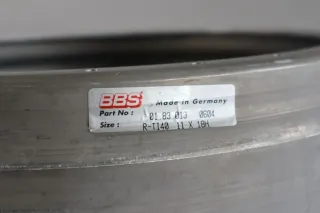 BBS Made in Germany
Part No : 01.83.013 0604
Size : R-TI40 11 X 18H